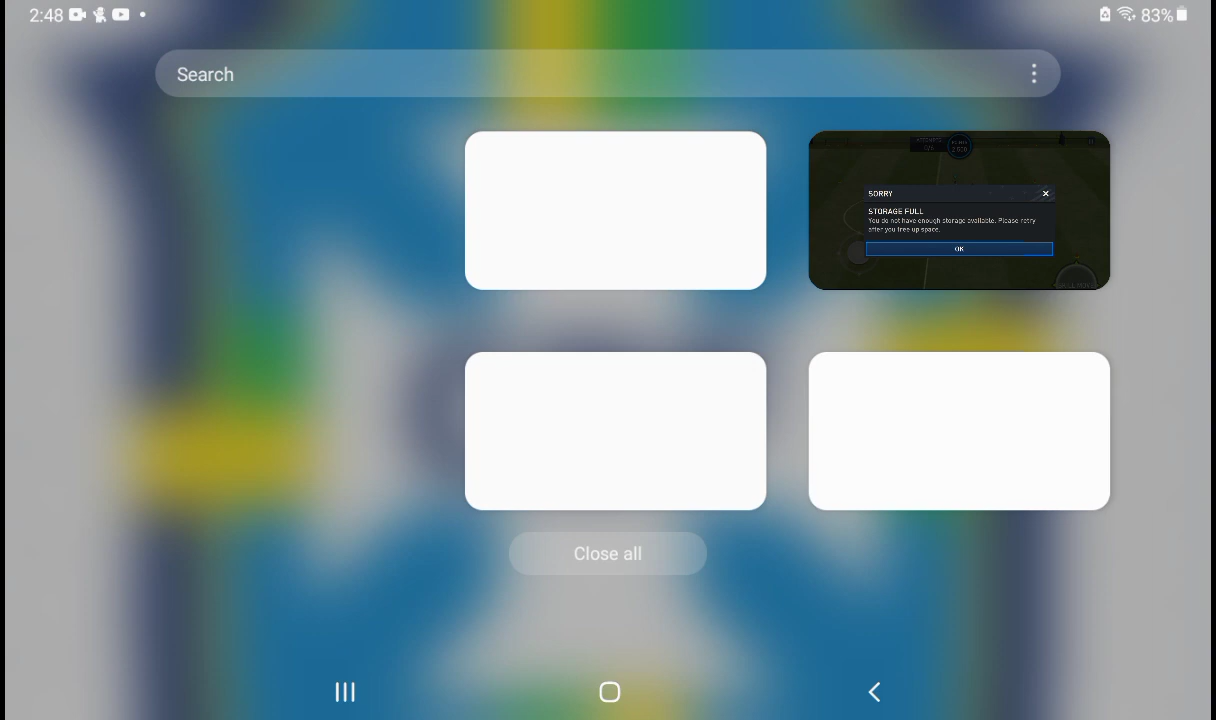 2:48
83%
Search
SORRY
STORAGE FULL
You do not have enough storage available. Please retry
after you free up space.
OK
Close all